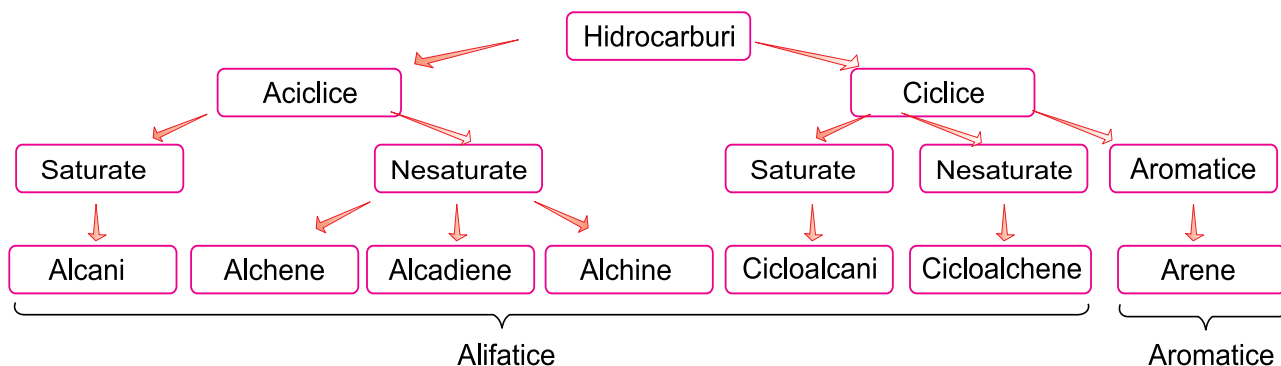 Hidrocarburi
Aciclice
Ciclice
Saturate
Nesaturate
Saturate
Nesaturate
Aromatice
Alcani
Alchene
Alcadiene
Alchine
Cicloalcani
Cicloalchene
Arene
Alifatice
Aromatice